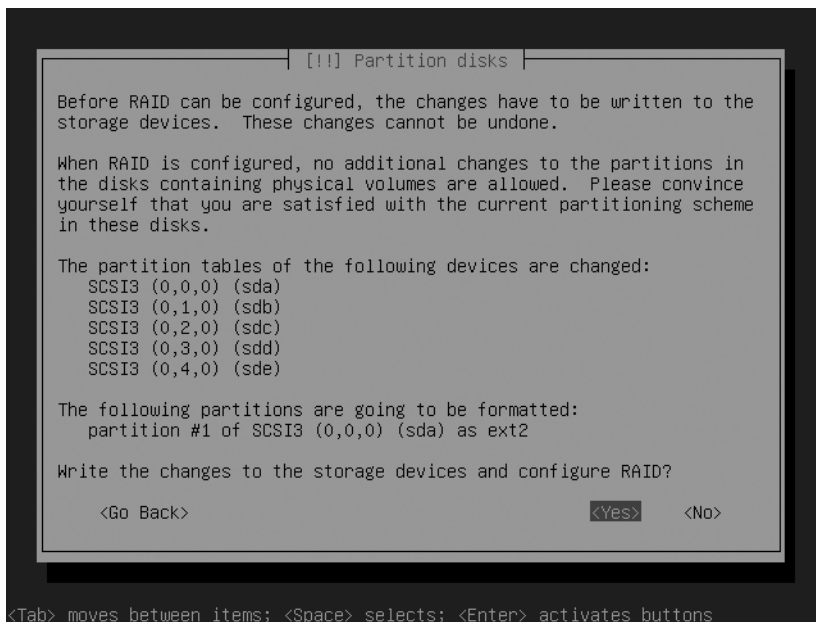 [!!] Partition disks
Before RAID can be configured, the changes have to be written to the
storage devices.  These changes cannot be undone.
When RAID is configured, no additional changes to the partitions in
the disks containing physical volumes are allowed.  Please convince
yourself that you are satisfied with the current partitioning scheme
in these disks.
The partition tables of the following devices are changed:
SCSI3 (0,0,0) (sda)
SCSI3 (0,1,0) (sdb)
SCSI3 (0,2,0) (sdc)
SCSI3 (0,3,0) (sdd)
SCSI3 (0,4,0) (sde)
The following partitions are going to be formatted:
partition #1 of SCSI3 (0,0,0) (sda) as ext2
Write the changes to the storage devices and configure RAID?
<Go Back> <Yes> <No>
<Tab> moves between items; <Space> selects; <Enter> activates buttons